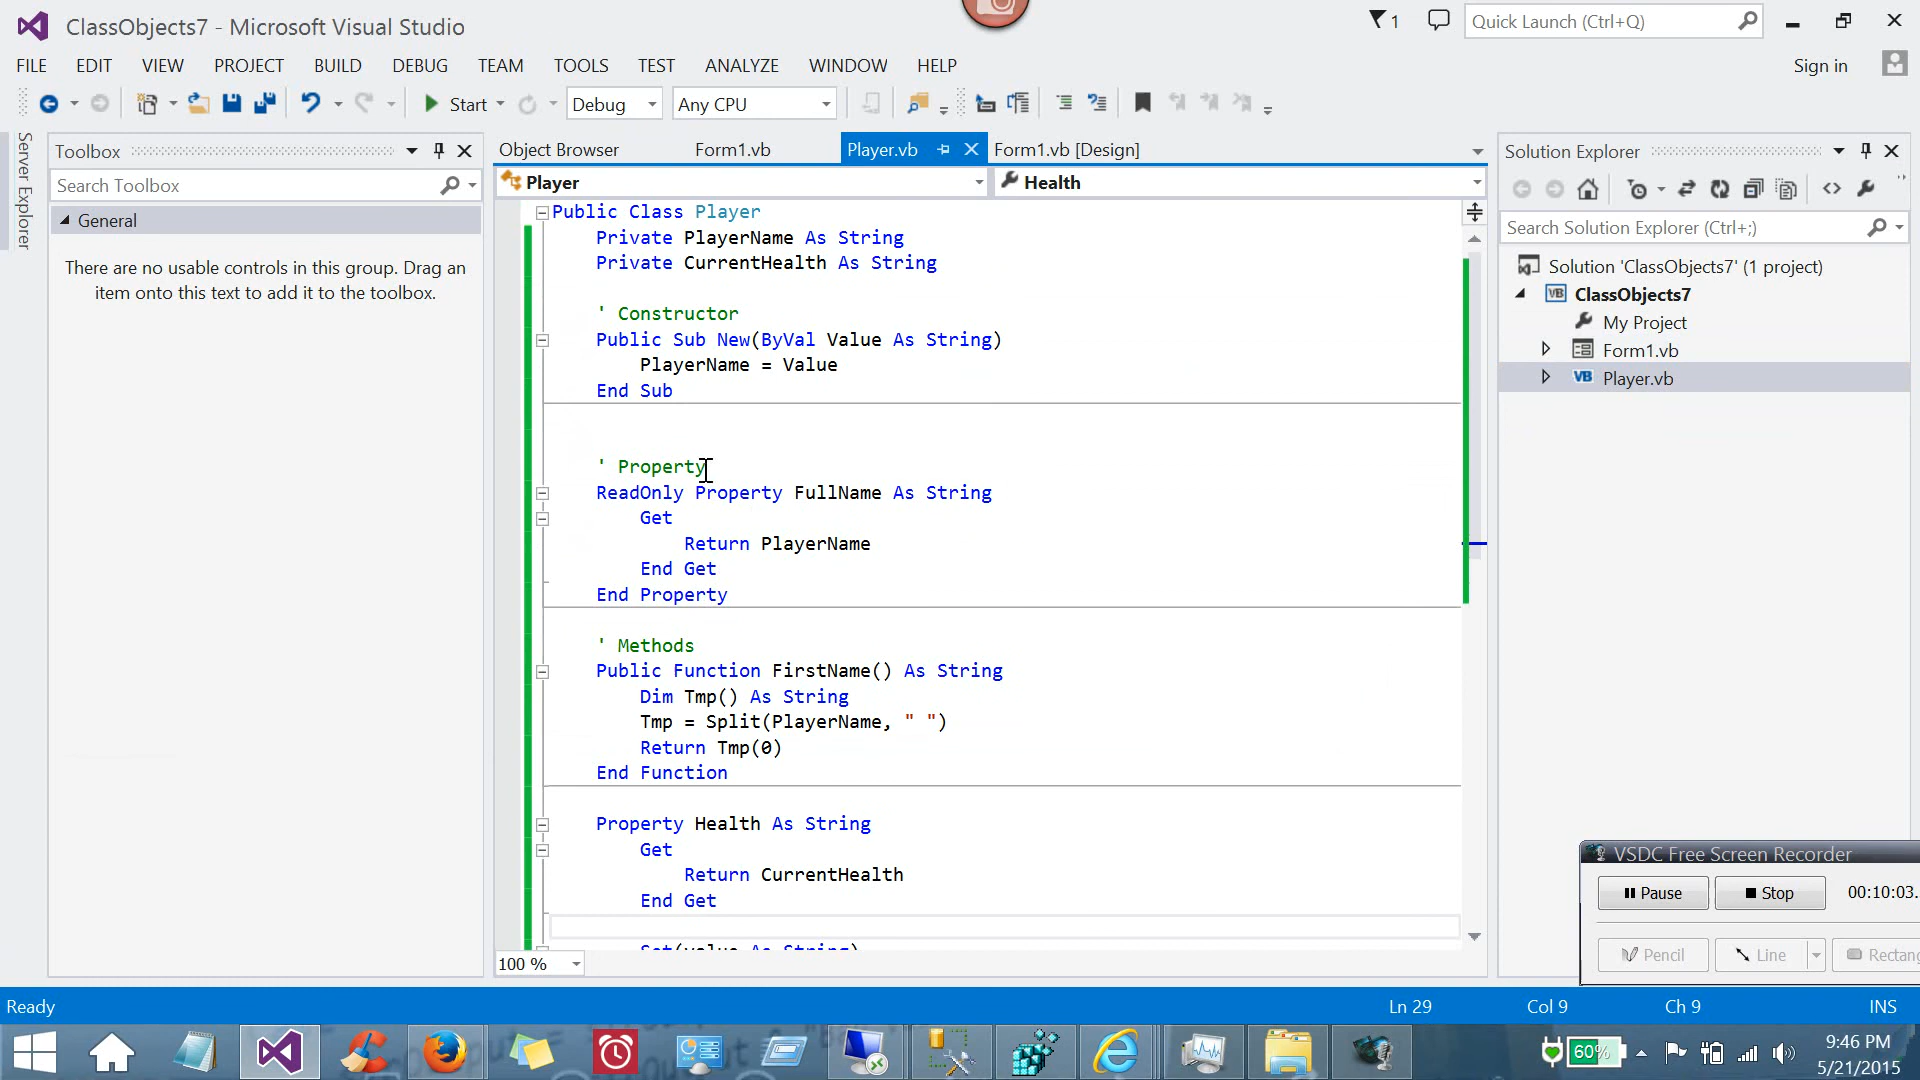 ClassObjects7 - Microsoft Visual Studio
1
Quick Launch (Ctrl+Q)
FILE EDIT VIEW PROJECT BUILD DEBUG TEAM TOOLS TEST ANALYZE WINDOW HELP
Sign in
Start Debug Any CPU
Server Explorer
Toolbox
Search Toolbox
General
There are no usable controls in this group. Drag an
item onto this text to add it to the toolbox.
Object Browser Form1.vb Player.vb Form1.vb [Design]
Player Health
Public Class Player
Private PlayerName As String
Private CurrentHealth As String
' Constructor
Public Sub New(ByVal Value As String)
PlayerName = Value
End Sub
' Property
ReadOnly Property FullName As String
Get
Return PlayerName
End Get
End Property
' Methods
Public Function FirstName() As String
Dim Tmp() As String
Tmp = Split(PlayerName, " ")
Return Tmp(0)
End Function
Property Health As String
Get
Return CurrentHealth
End Get
Set(value As String)
100 %
Solution Explorer
Search Solution Explorer (Ctrl+;)
Solution 'ClassObjects7' (1 project)
VB ClassObjects7
My Project
Form1.vb
VB Player.vb
VSDC Free Screen Recorder
Pause Stop 00:10:03.
Pencil Line Rectang
Ready Ln 29 Col 9 Ch 9 INS
60%
9:46 PM
5/21/2015